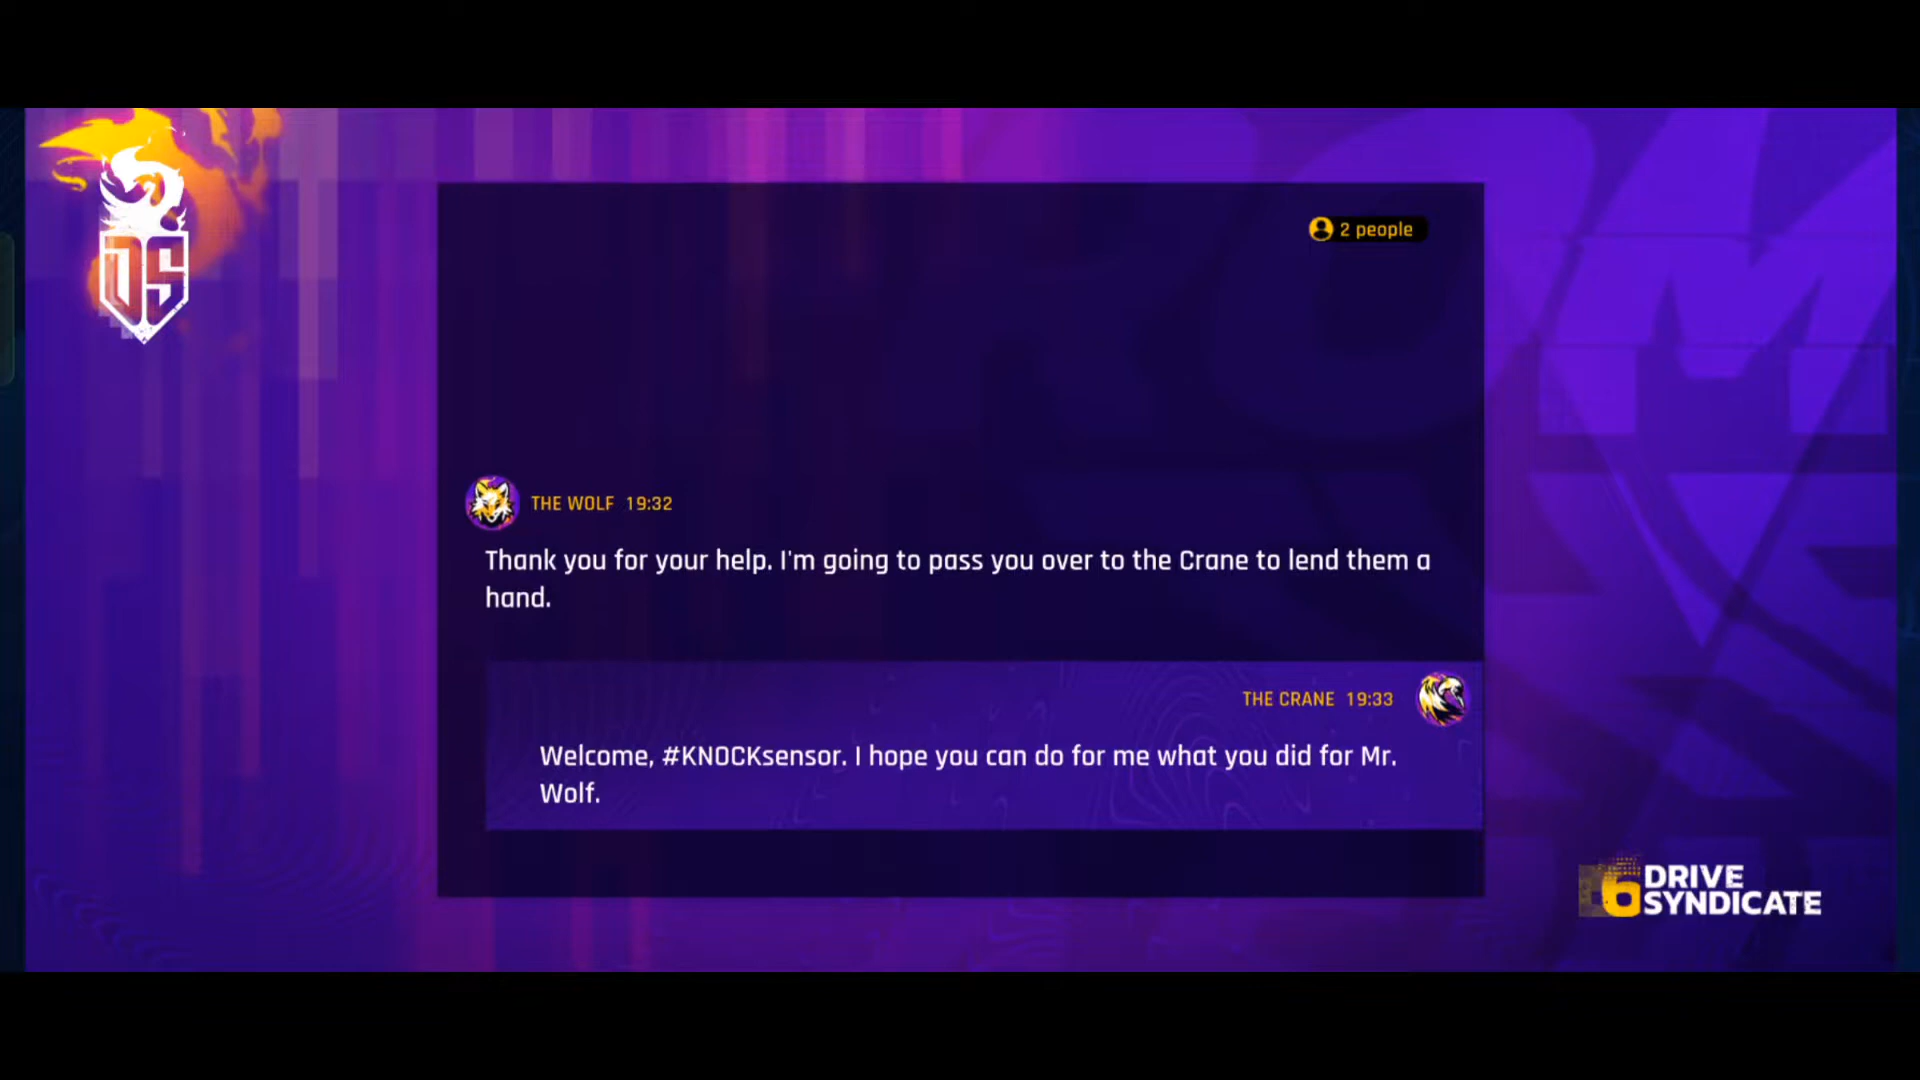 DS
2 people
THE WOLF 19:32
Thank you for your help. I'm going to pass you over to the Crane to lend them a
hand.
THE CRANE 19:33
Welcome, #KNOCKsensor. I hope you can do for me what you did for Mr.
Wolf.
6 DRIVE
SYNDICATE